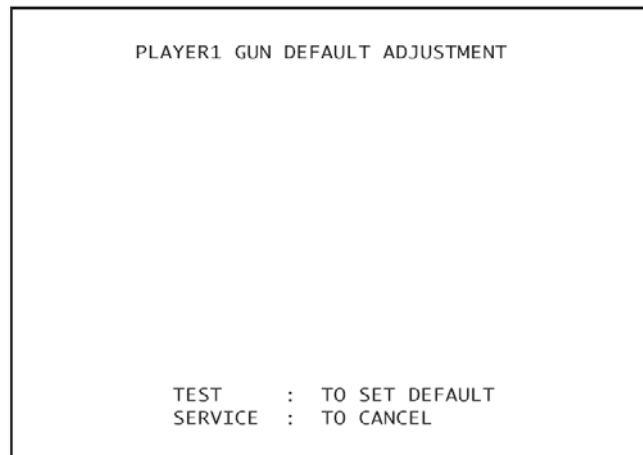 PLAYER1 GUN DEFAULT ADJUSTMENT
TEST : TO SET DEFAULT
SERVICE : TO CANCEL